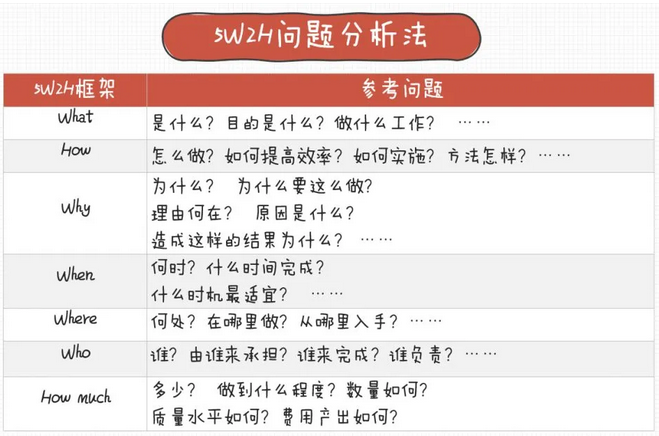 5W2H问题分析法
5W2H框架 参考问题
What 是什么？目的是什么？做什么工作？ ……
How 怎么做？如何提高效率？如何实施？方法怎样？……
Why
为什么？ 为什么要这么做？
理由何在？ 原因是什么？
造成这样的结果为什么？ ……
When
何时？什么时间完成？
什么时机最适宜？ ……
Where 何处？在哪里做？从哪里入手？……
Who 谁？由谁来承担？谁来完成？谁负责？……
How much
多少？ 做到什么程度？数量如何？
质量水平如何？ 费用产出如何？